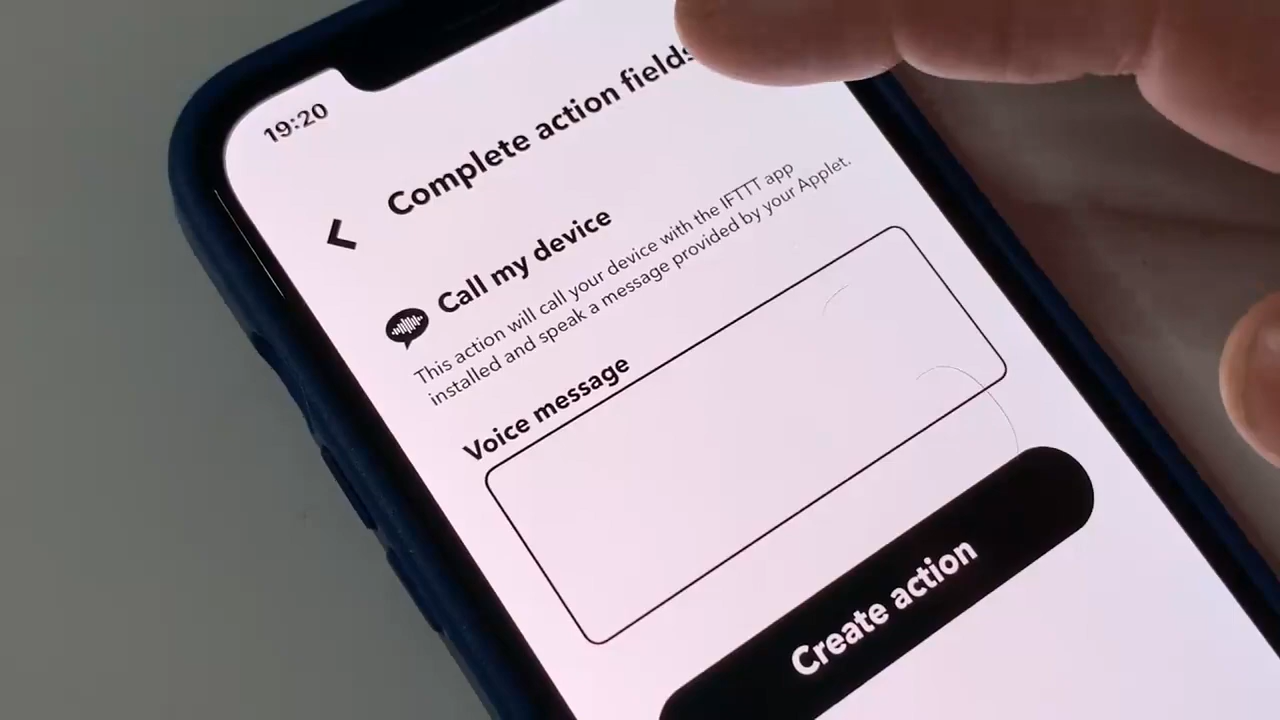 19:20
Complete action fields
Call my device
This action will call your device with the IFTTT app
installed and speak a message provided by your Applet.
Voice message
Create action